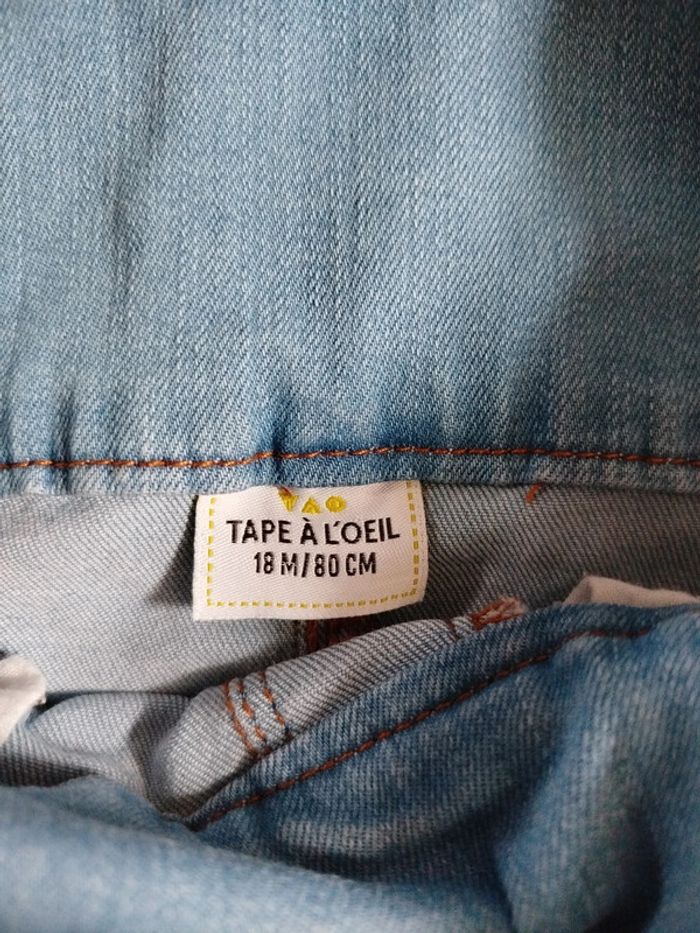 TAO
TAPE À L'OEIL
18 M/80 CM